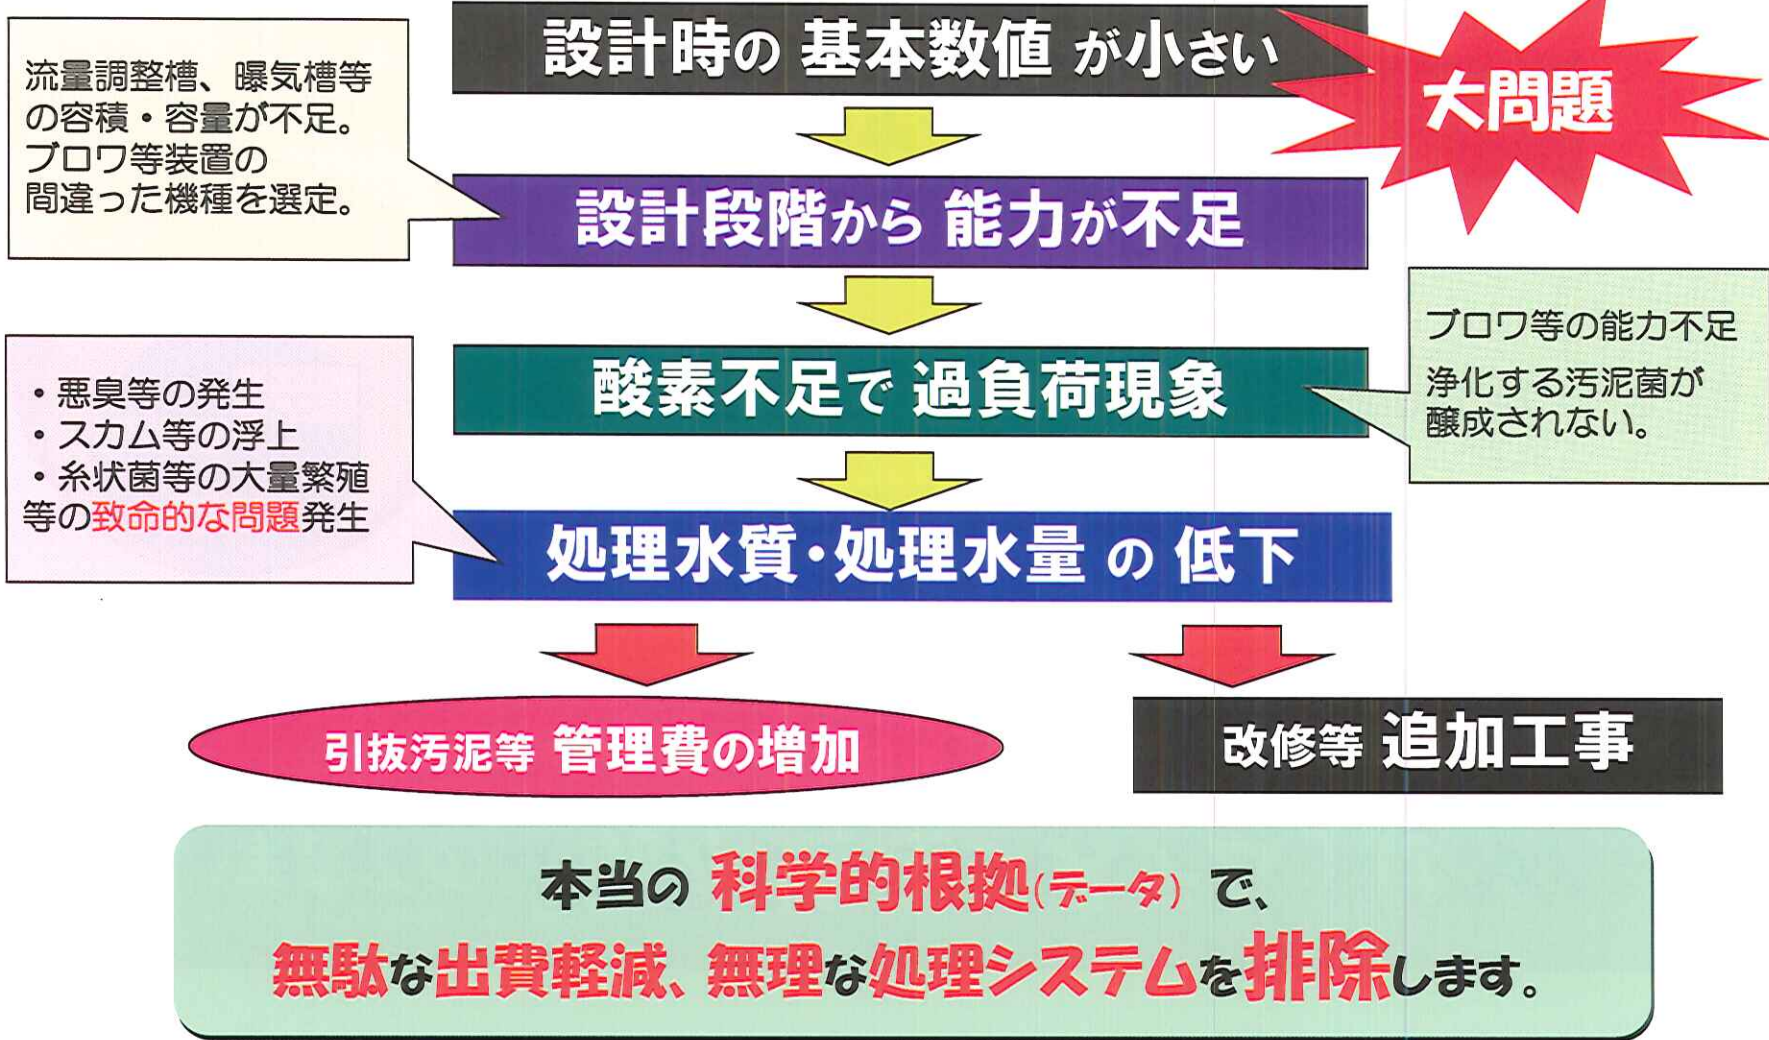 設計時の 基本数値 が小さい
大問題
流量調整槽、曝気槽等
の容積・容量が不足。
ブロワ等装置の
間違った機種を選定。
設計段階から 能力が不足
酸素不足で 過負荷現象
ブロワ等の能力不足
浄化する汚泥菌が
醸成されない。
・悪臭等の発生
・スカム等の浮上
・糸状菌等の大量繁殖
等の致命的な問題発生
処理水質・処理水量 の 低下
引抜汚泥等 管理費の増加
改修等 追加工事
本当の 科学的根拠(データ) で、
無駄な出費軽減、無理な処理システムを排除します。